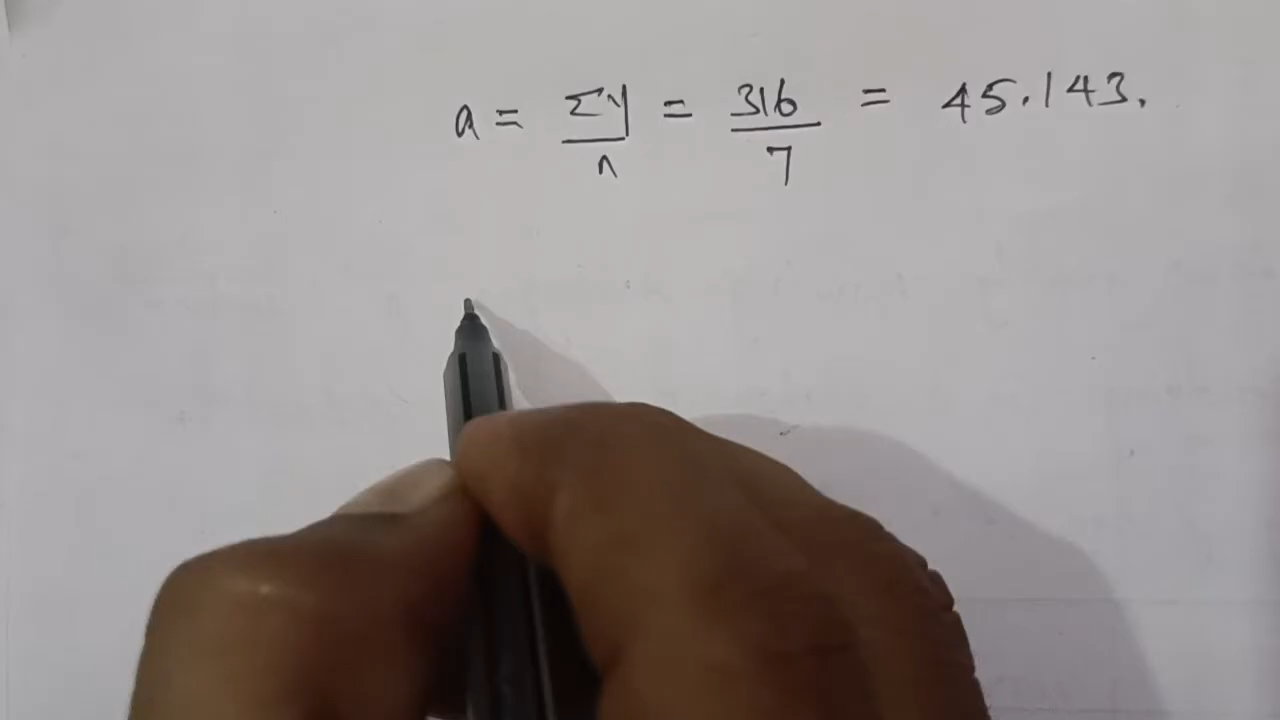 a = Σy/n = 316/7 = 45.143.